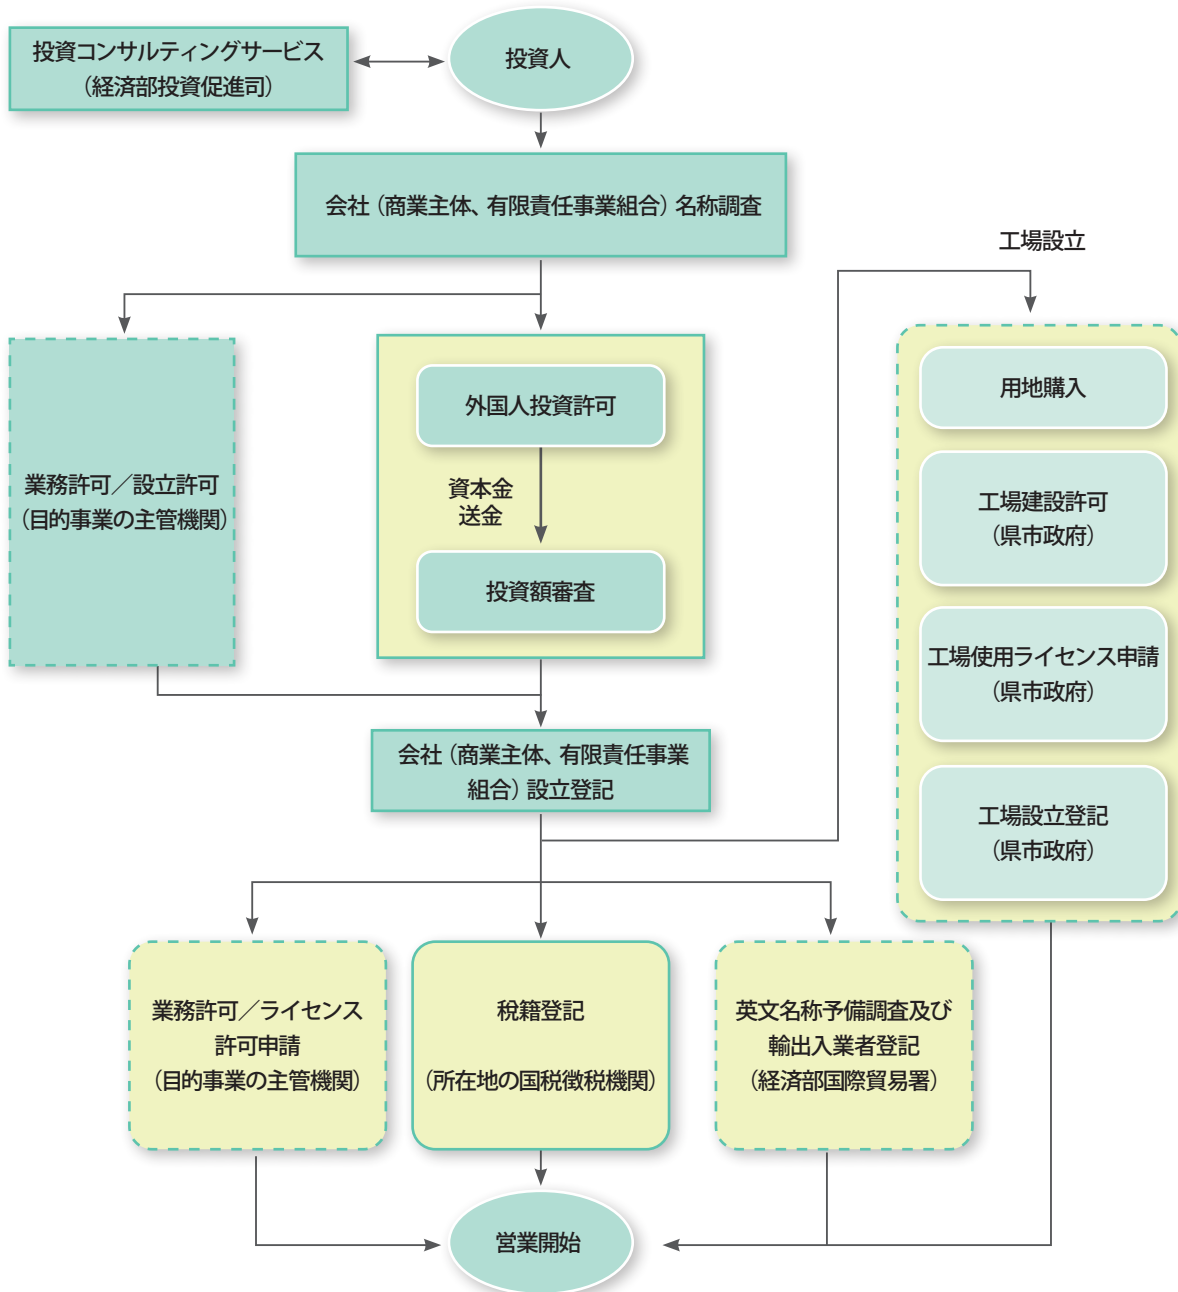 投資コンサルティングサービス
（経済部投資促進司）
投資人
会社（商業主体、有限責任事業組合）名称調査
工場設立
業務許可／設立許可
（目的事業の主管機関）
外国人投資許可
資本金
送金
投資額審査
用地購入
工場建設許可
（県市政府）
工場使用ライセンス申請
（県市政府）
工場設立登記
（県市政府）
会社（商業主体、有限責任事業
組合）設立登記
業務許可／ライセンス
許可申請
（目的事業の主管機関）
税籍登記
（所在地の国税徴税機関）
英文名称予備調査及び
輸出入業者登記
（経済部国際貿易署）
営業開始